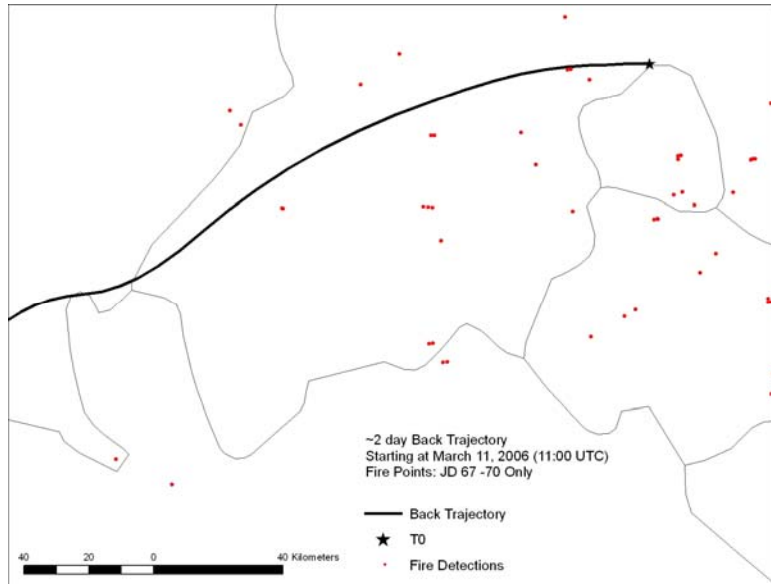 ~2 day Back Trajectory
Starting at March 11, 2006 (11:00 UTC)
Fire Points: JD 67 -70 Only
Back Trajectory
T0
Fire Detections
40 20 0 40 Kilometers